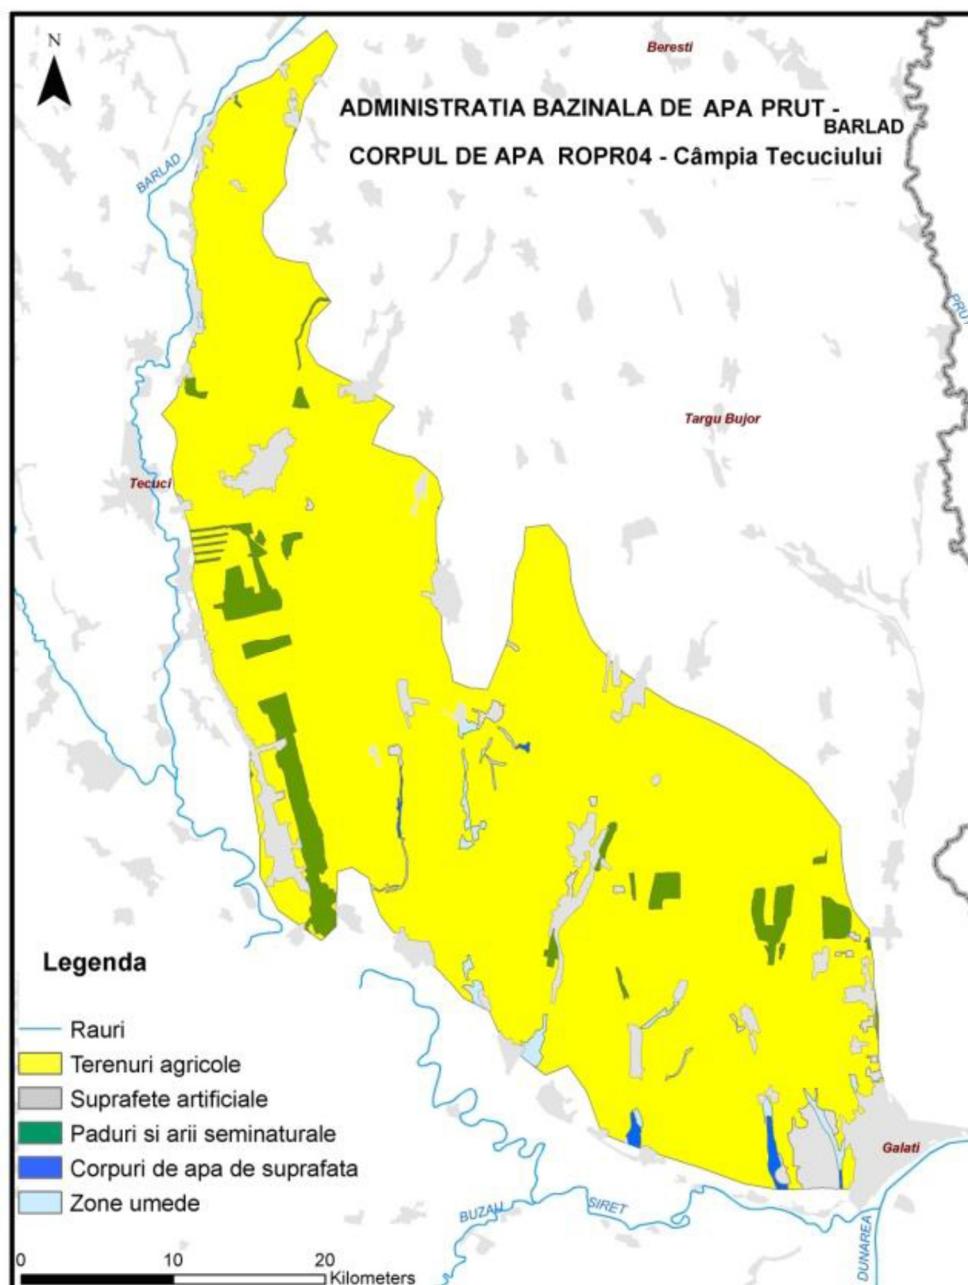 N
Beresti
ADMINISTRATIA BAZINALA DE APA PRUT -
BARLAD
CORPUL DE APA ROPR04 - Câmpia Tecuciului
BARLAD
PRUT
Targu Bujor
Tecuci
Legenda
Rauri
Terenuri agricole
Suprafete artificiale
Paduri si arii seminaturale
Corpuri de apa de suprafata
Zone umede
Galati
BUZAU
SIRET
DUNAREA
0 10 20
Kilometers